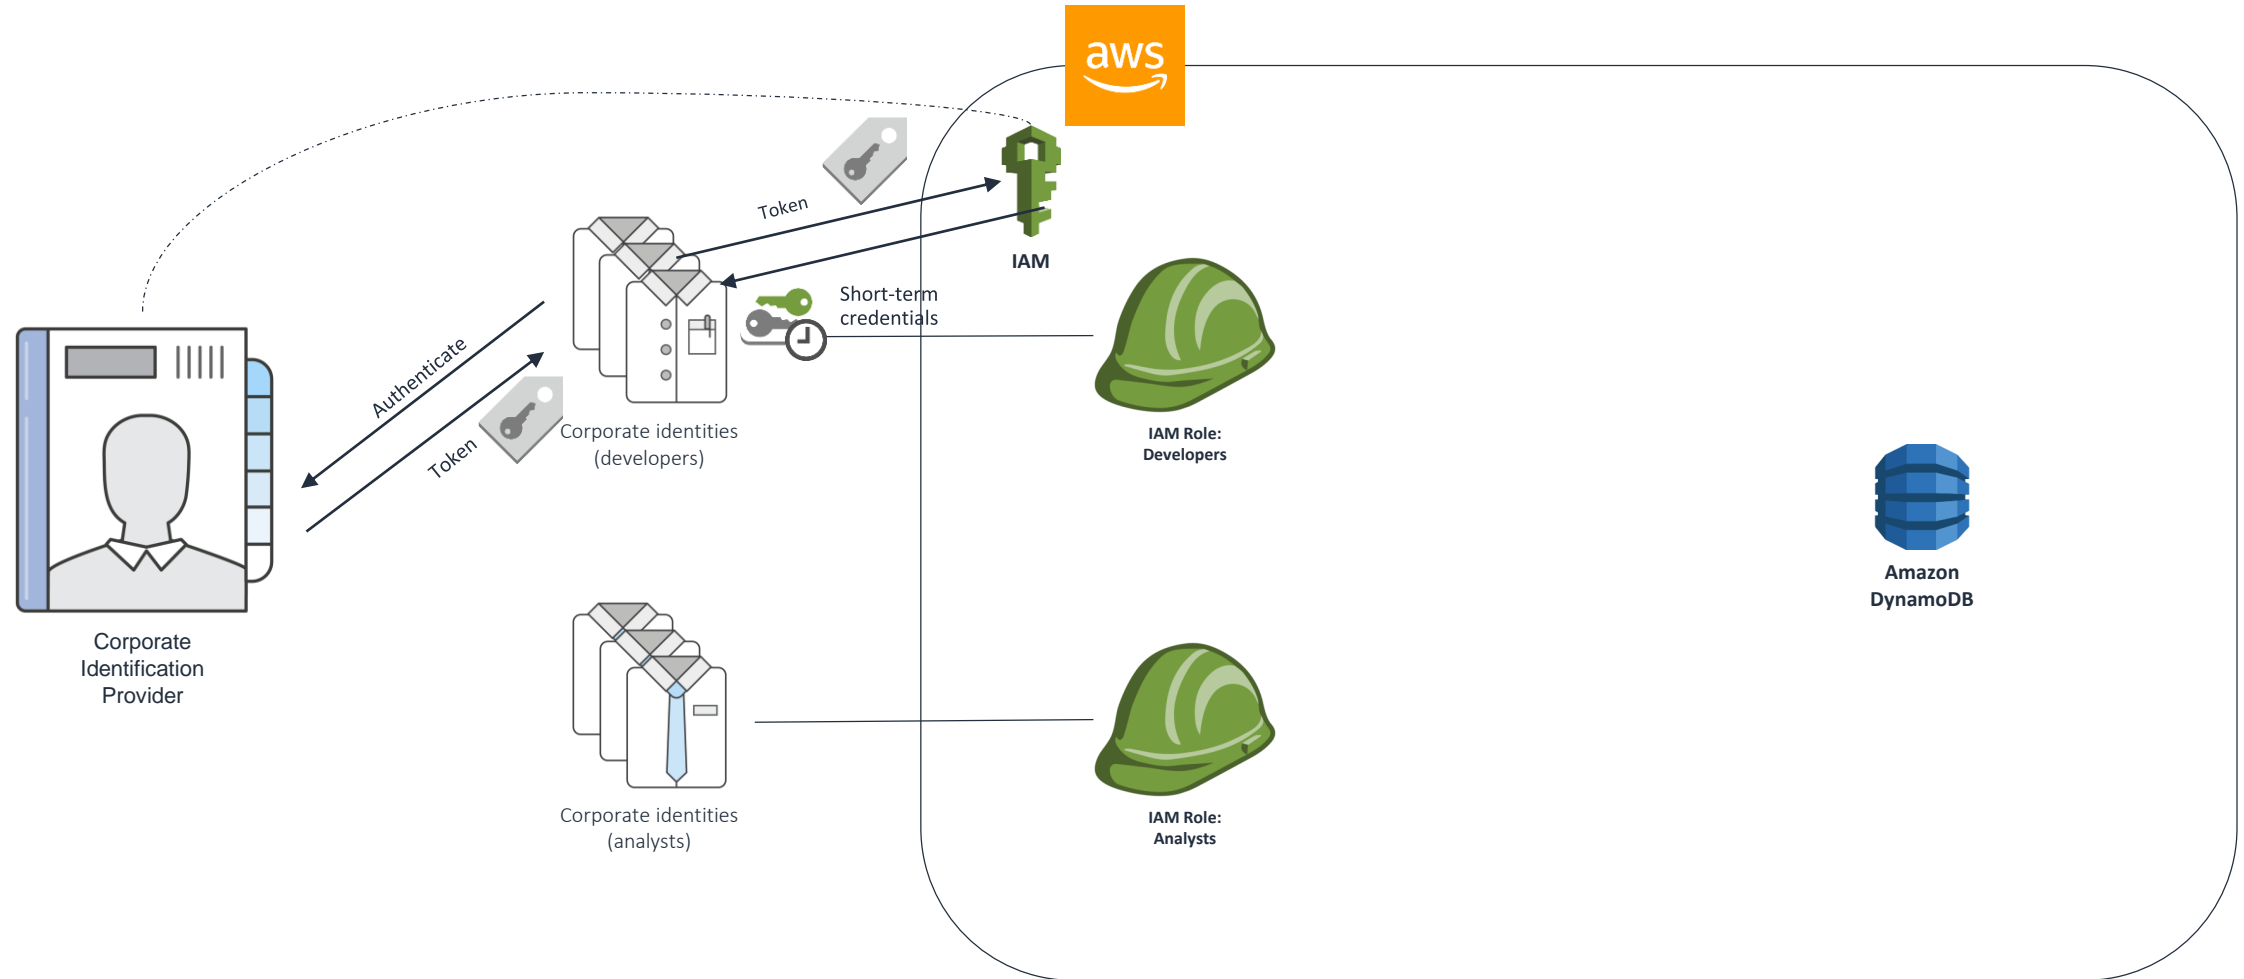 aws
Token
IAM
Short-term
credentials
Authenticate
Token
Corporate identities
(developers)
IAM Role:
Developers
Amazon
DynamoDB
Corporate
Identification
Provider
Corporate identities
(analysts)
IAM Role:
Analysts